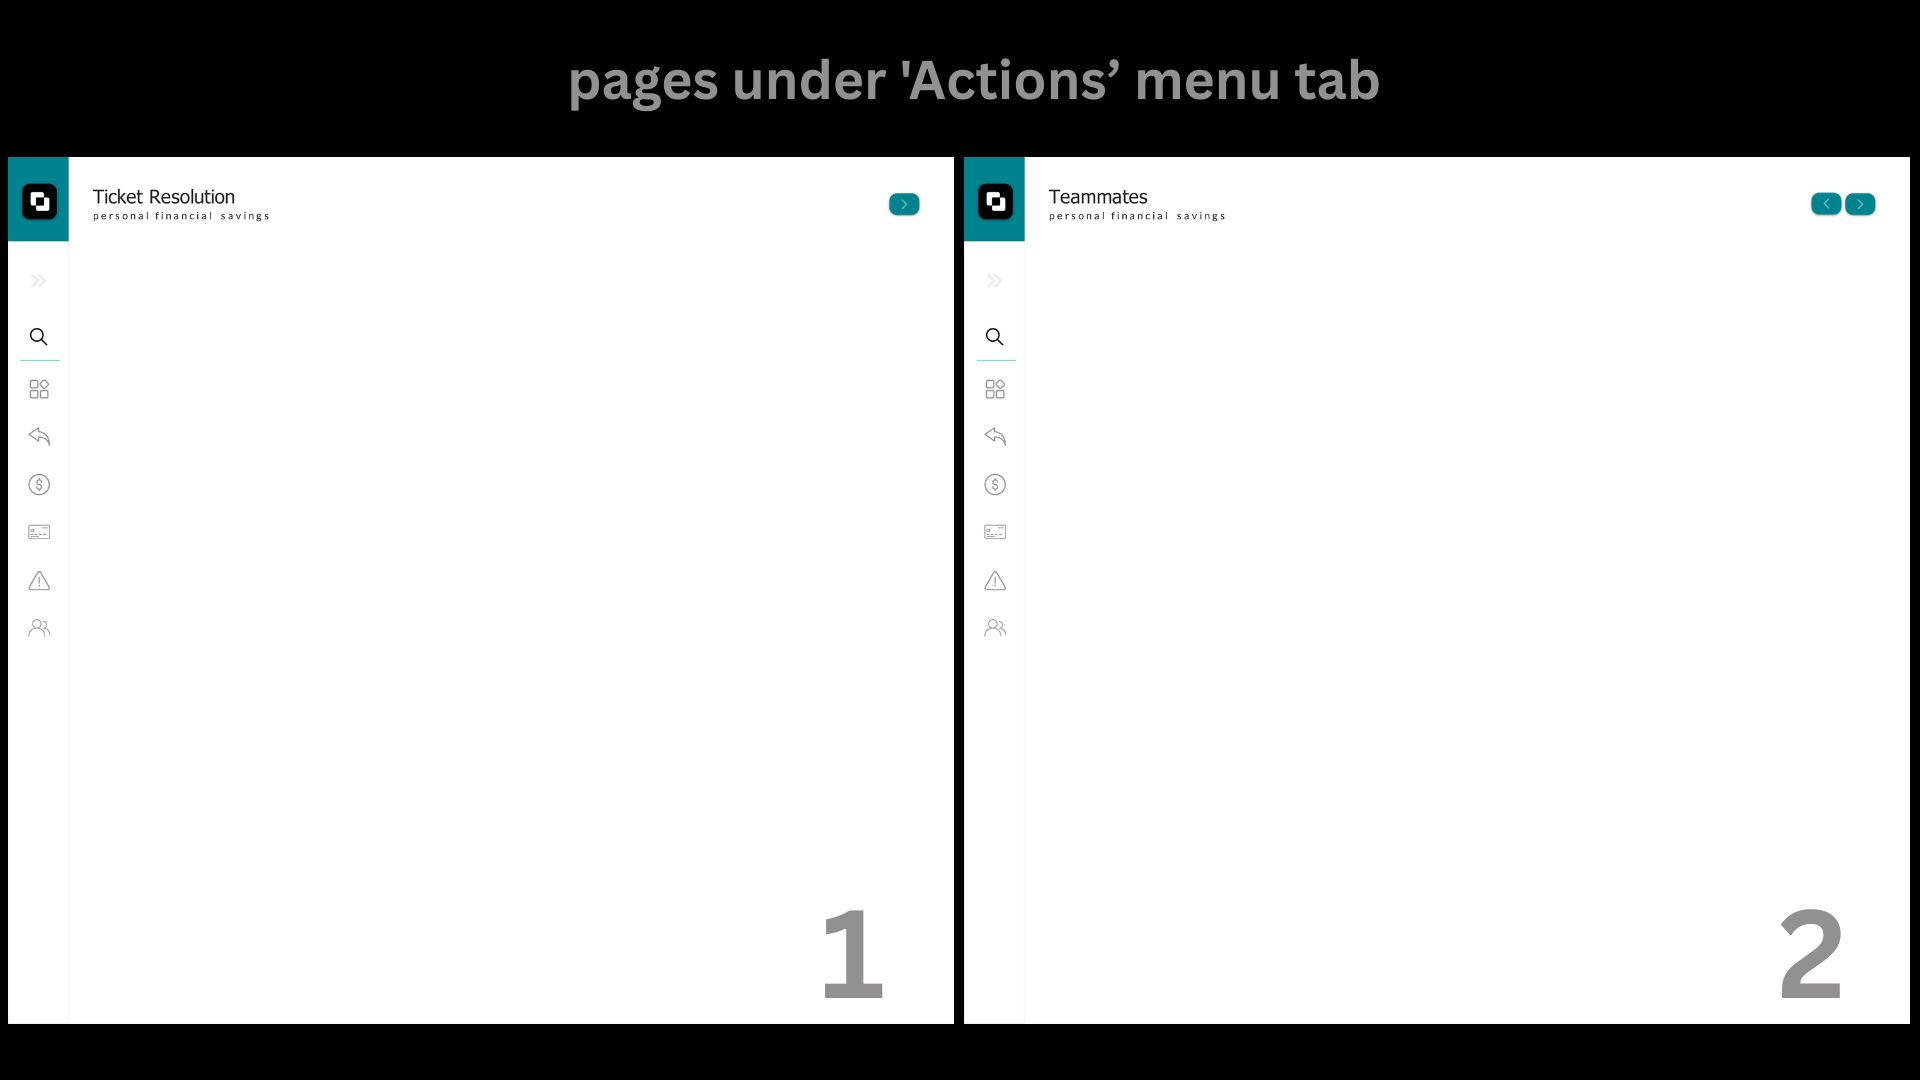 pages under 'Actions’ menu tab
Ticket Resolution
personal financial savings
Teammates
personal financial savings
1
2